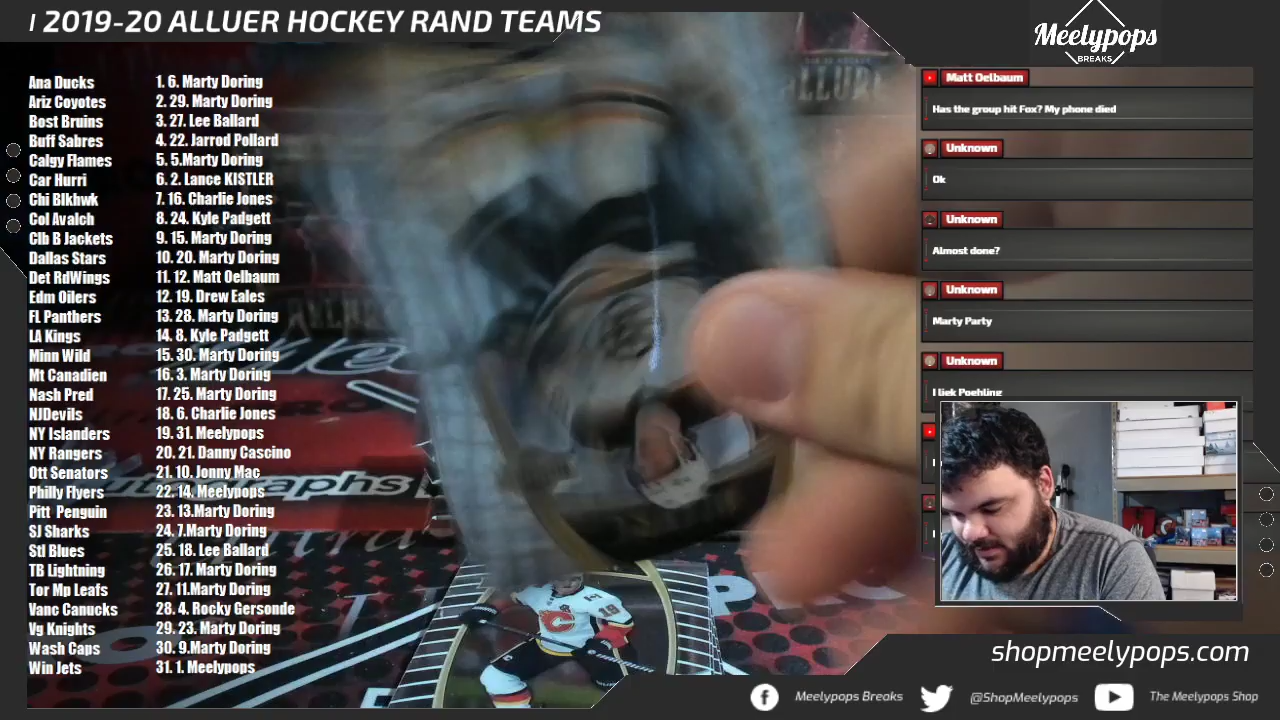 2019-20 ALLUER HOCKEY RAND TEAMS
Meelypops
BREAKS
Ana Ducks 1. 6. Marty Doring
Ariz Coyotes 2. 29. Marty Doring
Bost Bruins 3. 27. Lee Ballard
Buff Sabres 4. 22. Jarrod Pollard
Calgy Flames 5. 5.Marty Doring
Car Hurri 6. 2. Lance KISTLER
Chi Blkhwk 7. 16. Charlie Jones
Col Avalch 8. 24. Kyle Padgett
Clb B Jackets 9. 15. Marty Doring
Dallas Stars 10. 20. Marty Doring
Det RdWings 11. 12. Matt Oelbaum
Edm Oilers 12. 19. Drew Eales
FL Panthers 13. 28. Marty Doring
LA Kings 14. 8. Kyle Padgett
Minn Wild 15. 30. Marty Doring
Mt Canadien 16. 3. Marty Doring
Nash Pred 17. 25. Marty Doring
NJDevils 18. 6. Charlie Jones
NY Islanders 19. 31. Meelypops
NY Rangers 20. 21. Danny Cascino
Ott Senators 21. 10. Jonny Mac
Philly Flyers 22. 14. Meelypops
Pitt Penguin 23. 13.Marty Doring
SJ Sharks 24. 7.Marty Doring
Stl Blues 25. 18. Lee Ballard
TB Lightning 26. 17. Marty Doring
Tor Mp Leafs 27. 11.Marty Doring
Vanc Canucks 28. 4. Rocky Gersonde
Vg Knights 29. 23. Marty Doring
Wash Caps 30. 9.Marty Doring
Win Jets 31. 1. Meelypops
Matt Oelbaum
Has the group hit Fox? My phone died
Unknown
Ok
Unknown
Almost done?
Unknown
Marty Party
Unknown
I liek Poehling
shopmeelypops.com
Meelypops Breaks
@ShopMeelypops
The Meelypops Shop